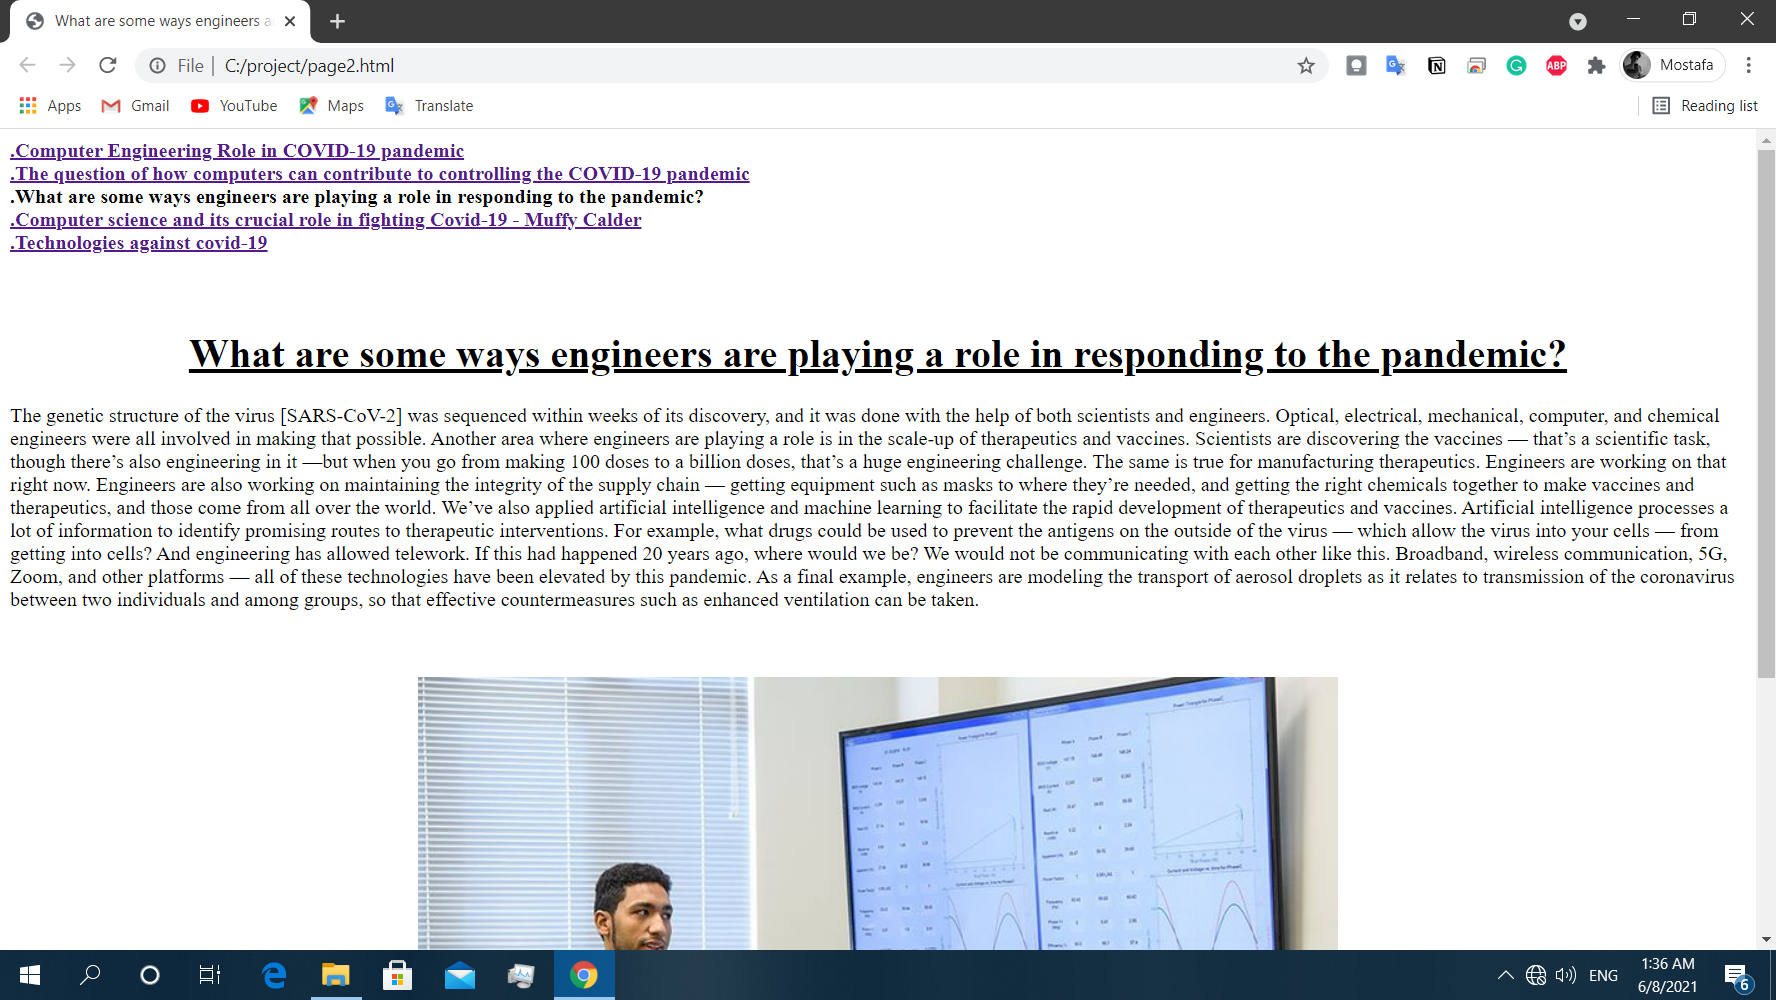 What are some ways engineers a
File | C:/project/page2.html
Mostafa
Apps Gmail YouTube Maps Translate Reading list
.Computer Engineering Role in COVID-19 pandemic
.The question of how computers can contribute to controlling the COVID-19 pandemic
.What are some ways engineers are playing a role in responding to the pandemic?
.Computer science and its crucial role in fighting Covid-19 - Muffy Calder
.Technologies against covid-19
What are some ways engineers are playing a role in responding to the pandemic?
The genetic structure of the virus [SARS-CoV-2] was sequenced within weeks of its discovery, and it was done with the help of both scientists and engineers. Optical, electrical, mechanical, computer, and chemical
engineers were all involved in making that possible. Another area where engineers are playing a role is in the scale-up of therapeutics and vaccines. Scientists are discovering the vaccines — that’s a scientific task,
though there’s also engineering in it —but when you go from making 100 doses to a billion doses, that’s a huge engineering challenge. The same is true for manufacturing therapeutics. Engineers are working on that
right now. Engineers are also working on maintaining the integrity of the supply chain — getting equipment such as masks to where they’re needed, and getting the right chemicals together to make vaccines and
therapeutics, and those come from all over the world. We’ve also applied artificial intelligence and machine learning to facilitate the rapid development of therapeutics and vaccines. Artificial intelligence processes a
lot of information to identify promising routes to therapeutic interventions. For example, what drugs could be used to prevent the antigens on the outside of the virus — which allow the virus into your cells — from
getting into cells? And engineering has allowed telework. If this had happened 20 years ago, where would we be? We would not be communicating with each other like this. Broadband, wireless communication, 5G,
Zoom, and other platforms — all of these technologies have been elevated by this pandemic. As a final example, engineers are modeling the transport of aerosol droplets as it relates to transmission of the coronavirus
between two individuals and among groups, so that effective countermeasures such as enhanced ventilation can be taken.
ENG
1:36 AM
6/8/2021
6